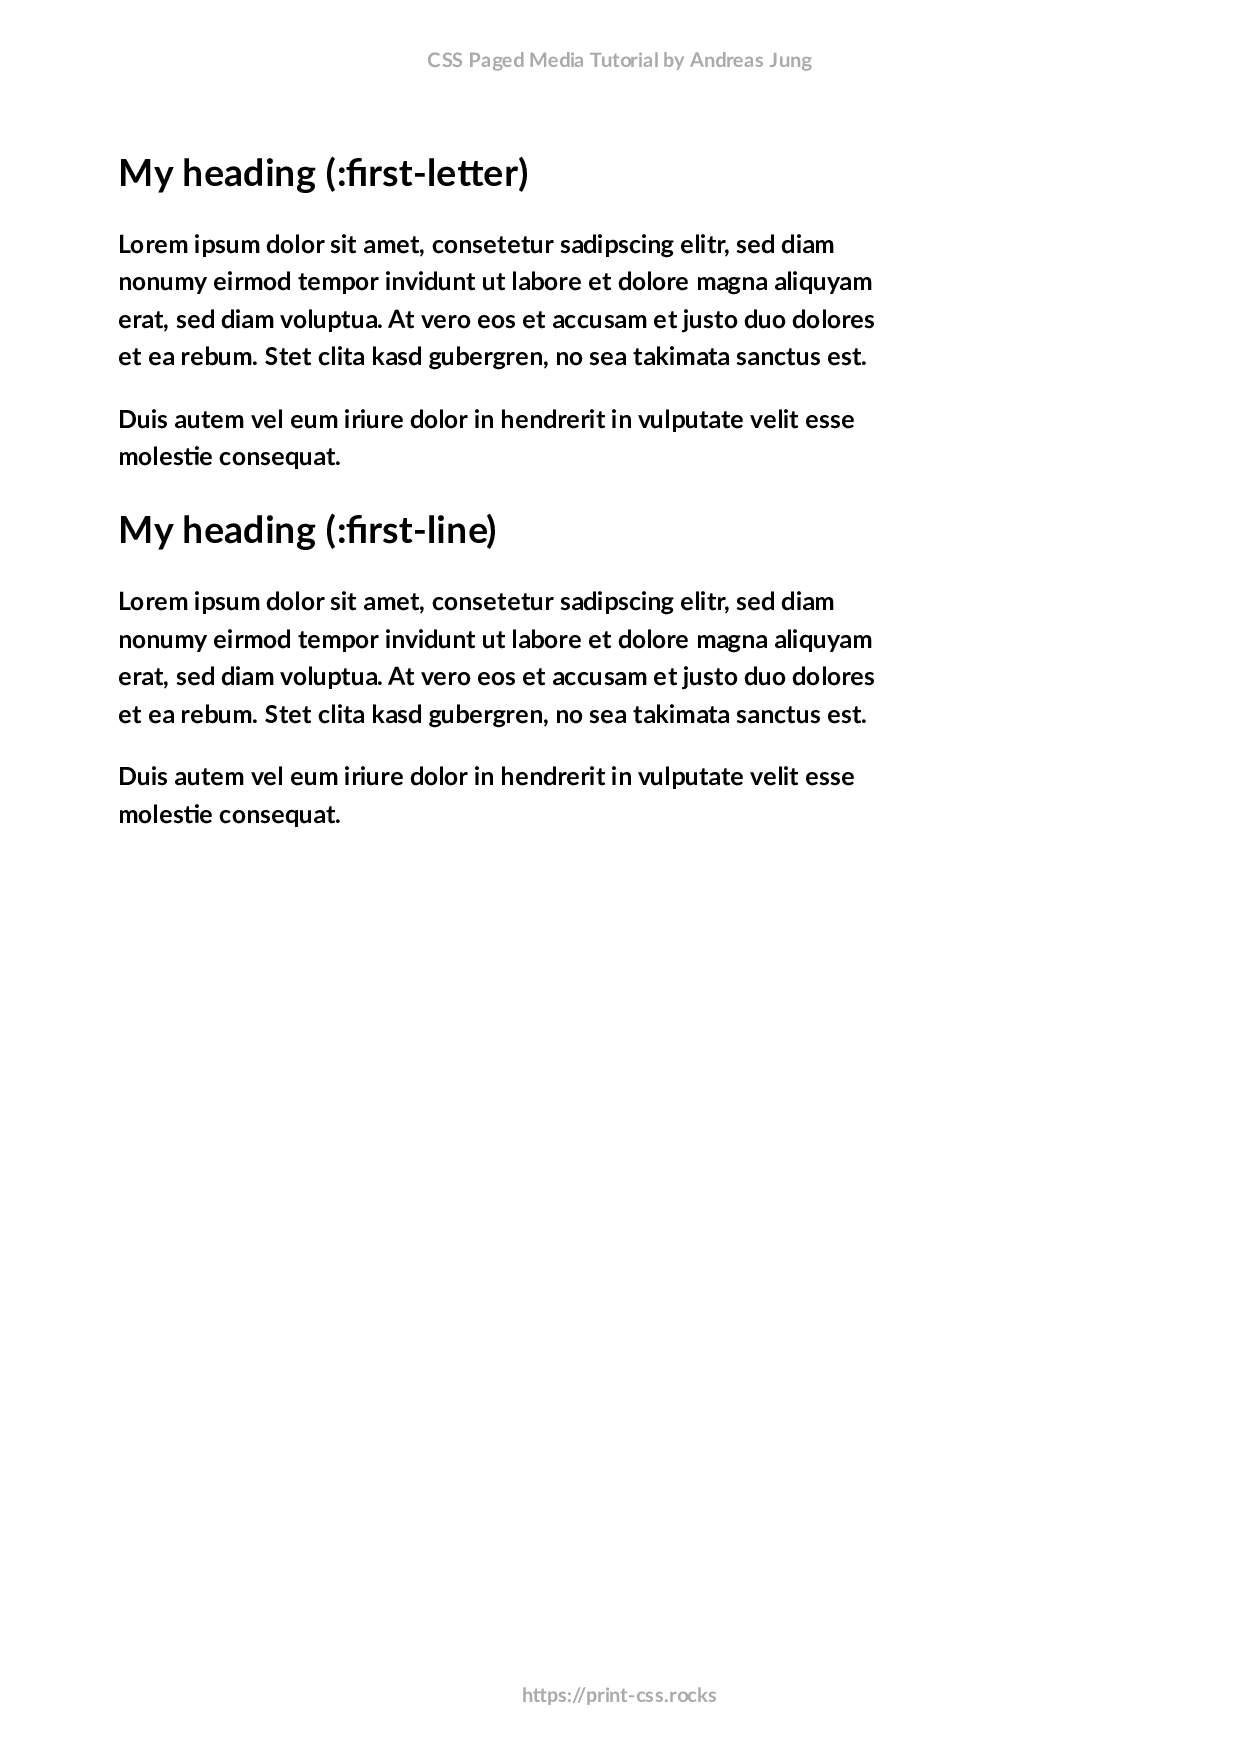 CSS Paged Media Tutorial by Andreas Jung
My heading (:first-letter)
Lorem ipsum dolor sit amet, consetetur sadipscing elitr, sed diam
nonumy eirmod tempor invidunt ut labore et dolore magna aliquyam
erat, sed diam voluptua. At vero eos et accusam et justo duo dolores
et ea rebum. Stet clita kasd gubergren, no sea takimata sanctus est.
Duis autem vel eum iriure dolor in hendrerit in vulputate velit esse
molestie consequat.
My heading (:first-line)
Lorem ipsum dolor sit amet, consetetur sadipscing elitr, sed diam
nonumy eirmod tempor invidunt ut labore et dolore magna aliquyam
erat, sed diam voluptua. At vero eos et accusam et justo duo dolores
et ea rebum. Stet clita kasd gubergren, no sea takimata sanctus est.
Duis autem vel eum iriure dolor in hendrerit in vulputate velit esse
molestie consequat.
https://print-css.rocks